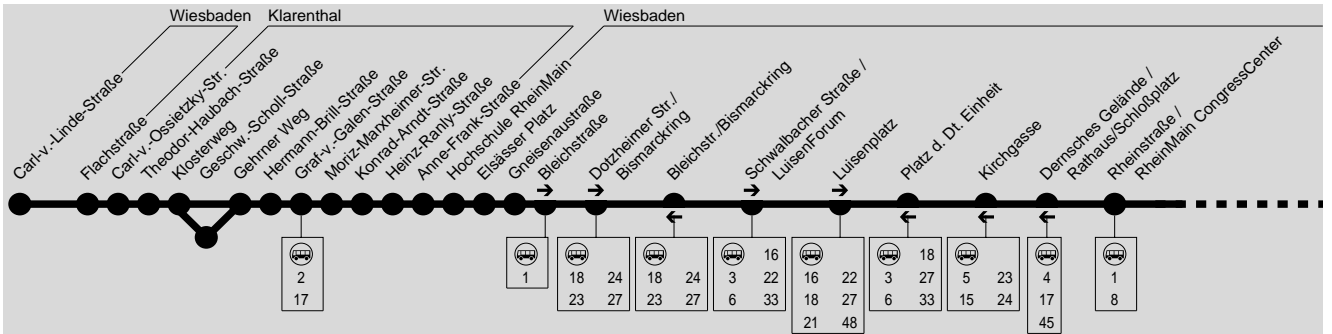 Wiesbaden
Klarenthal
Wiesbaden
Carl-v.-Linde-Straße
Flachstraße
Carl-v.-Ossietzky-Str.
Theodor-Haubach-Straße
Klosterweg
Geschw.-Scholl-Straße
Gehrner Weg
Hermann-Brill-Straße
Graf-v.-Galen-Straße
Moriz-Marxheimer-Str.
Konrad-Arndt-Straße
Heinz-Ranly-Straße
Anne-Frank-Straße
Hochschule RheinMain
Elsässer Platz
Gneisenaustraße
Bleichstraße
Dotzheimer Str./
Bismarckring
Bleichstr./Bismarckring
Schwalbacher Straße /
LuisenForum
Luisenplatz
Platz d. Dt. Einheit
Kirchgasse
Dernsches Gelände /
Rathaus/Schloßplatz
Rheinstraße /
RheinMain CongressCenter
2
17
1
18 24
23 27
18 24
23 27
16
3 22
6 33
16 22
18 27
21 48
18
3 27
6 33
5 23
15 24
4
17
45
1
8